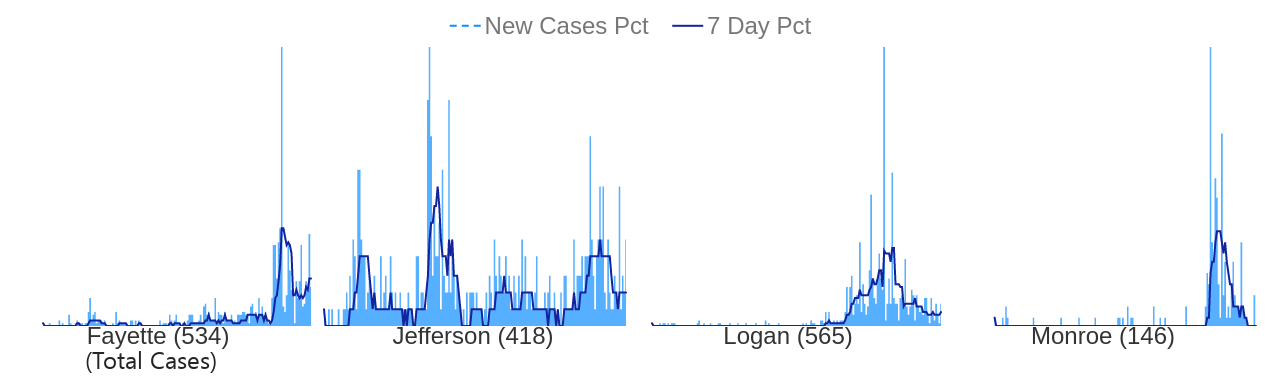 New Cases Pct 7 Day Pct
Fayette (534) Jefferson (418) Logan (565) Monroe (146)
(Total Cases)